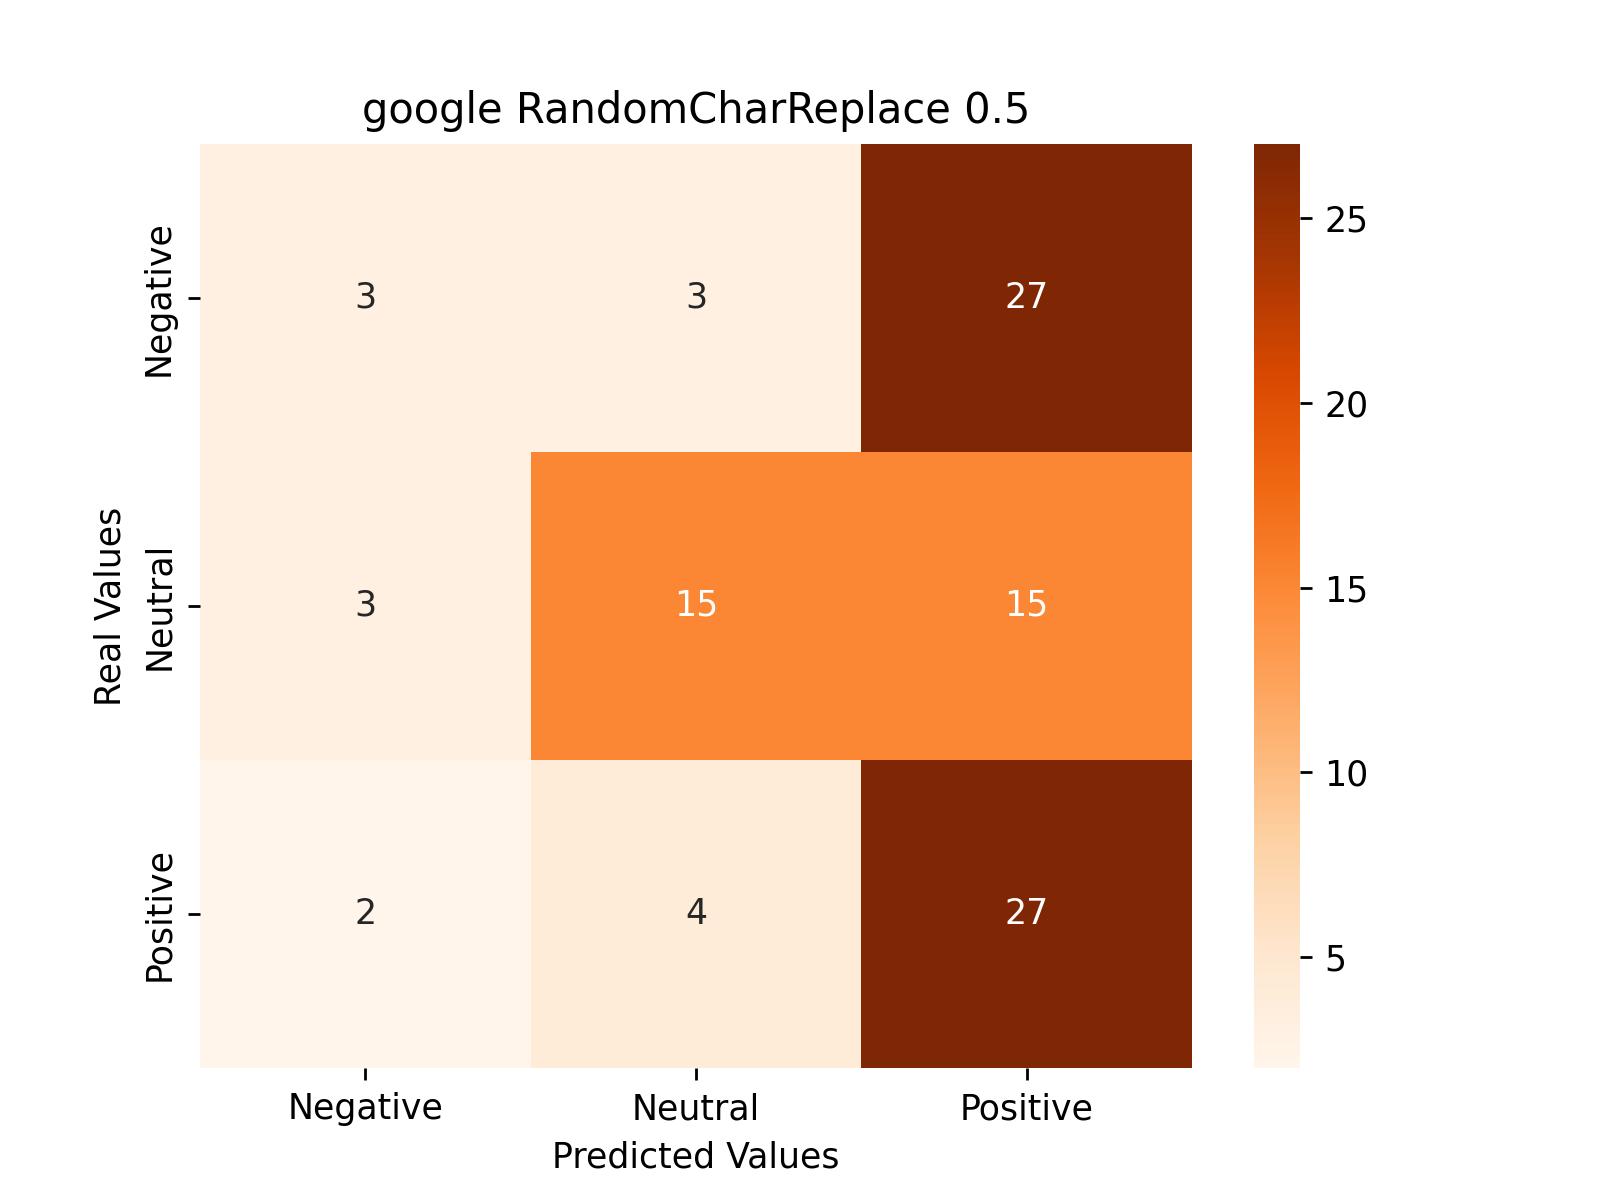 google RandomCharReplace 0.5
Real Values
Negative
3 3 27
Neutral
3 15 15
Positive
2 4 27
Negative Neutral Positive
Predicted Values
25
20
15
10
5